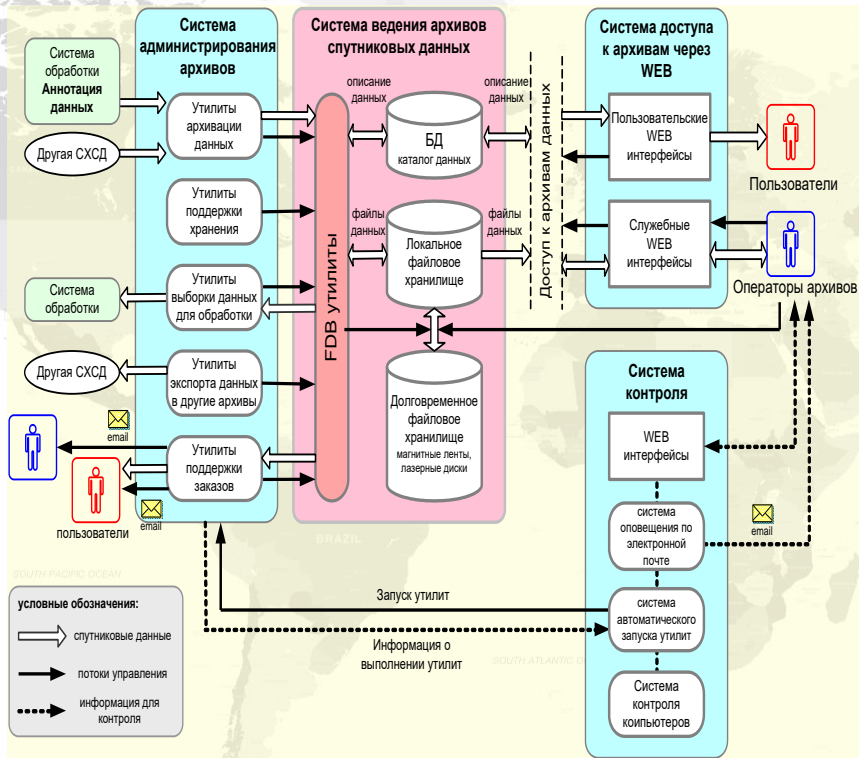 Система
администрирования
архивов
Система ведения архивов
спутниковых данных
Система доступа
к архивам через
WEB
Система
обработки
Аннотация
данных
Другая СХСД
Система
обработки
Другая СХСД
email
email
пользователи
Утилиты
архивации
данных
Утилиты
поддержки
хранения
Утилиты
выборки данных
для обработки
Утилиты
экспорта данных
в другие архивы
Утилиты
поддержки
заказов
FDB утилиты
описание
данных
описание
данных
БД
каталог данных
файлы
данных
файлы
данных
Локальное
файловое
хранилище
Долговременное
файловое
хранилище
магнитные ленты,
лазерные диски
Доступ к архивам данных
Пользовательские
WEB
интерфейсы
Служебные
WEB
интерфейсы
Пользователи
Операторы архивов
Система
контроля
WEB
интерфейсы
система
оповещения по
электронной
почте
email
система
автоматического
запуска утилит
Система
контроля
коипьютеров
Запуск утилит
Информация о
выполнении утилит
условные обозначения:
спутниковые данные
потоки управления
информация для
контроля
BRAZIL
SOUTH PACIFIC OCEAN